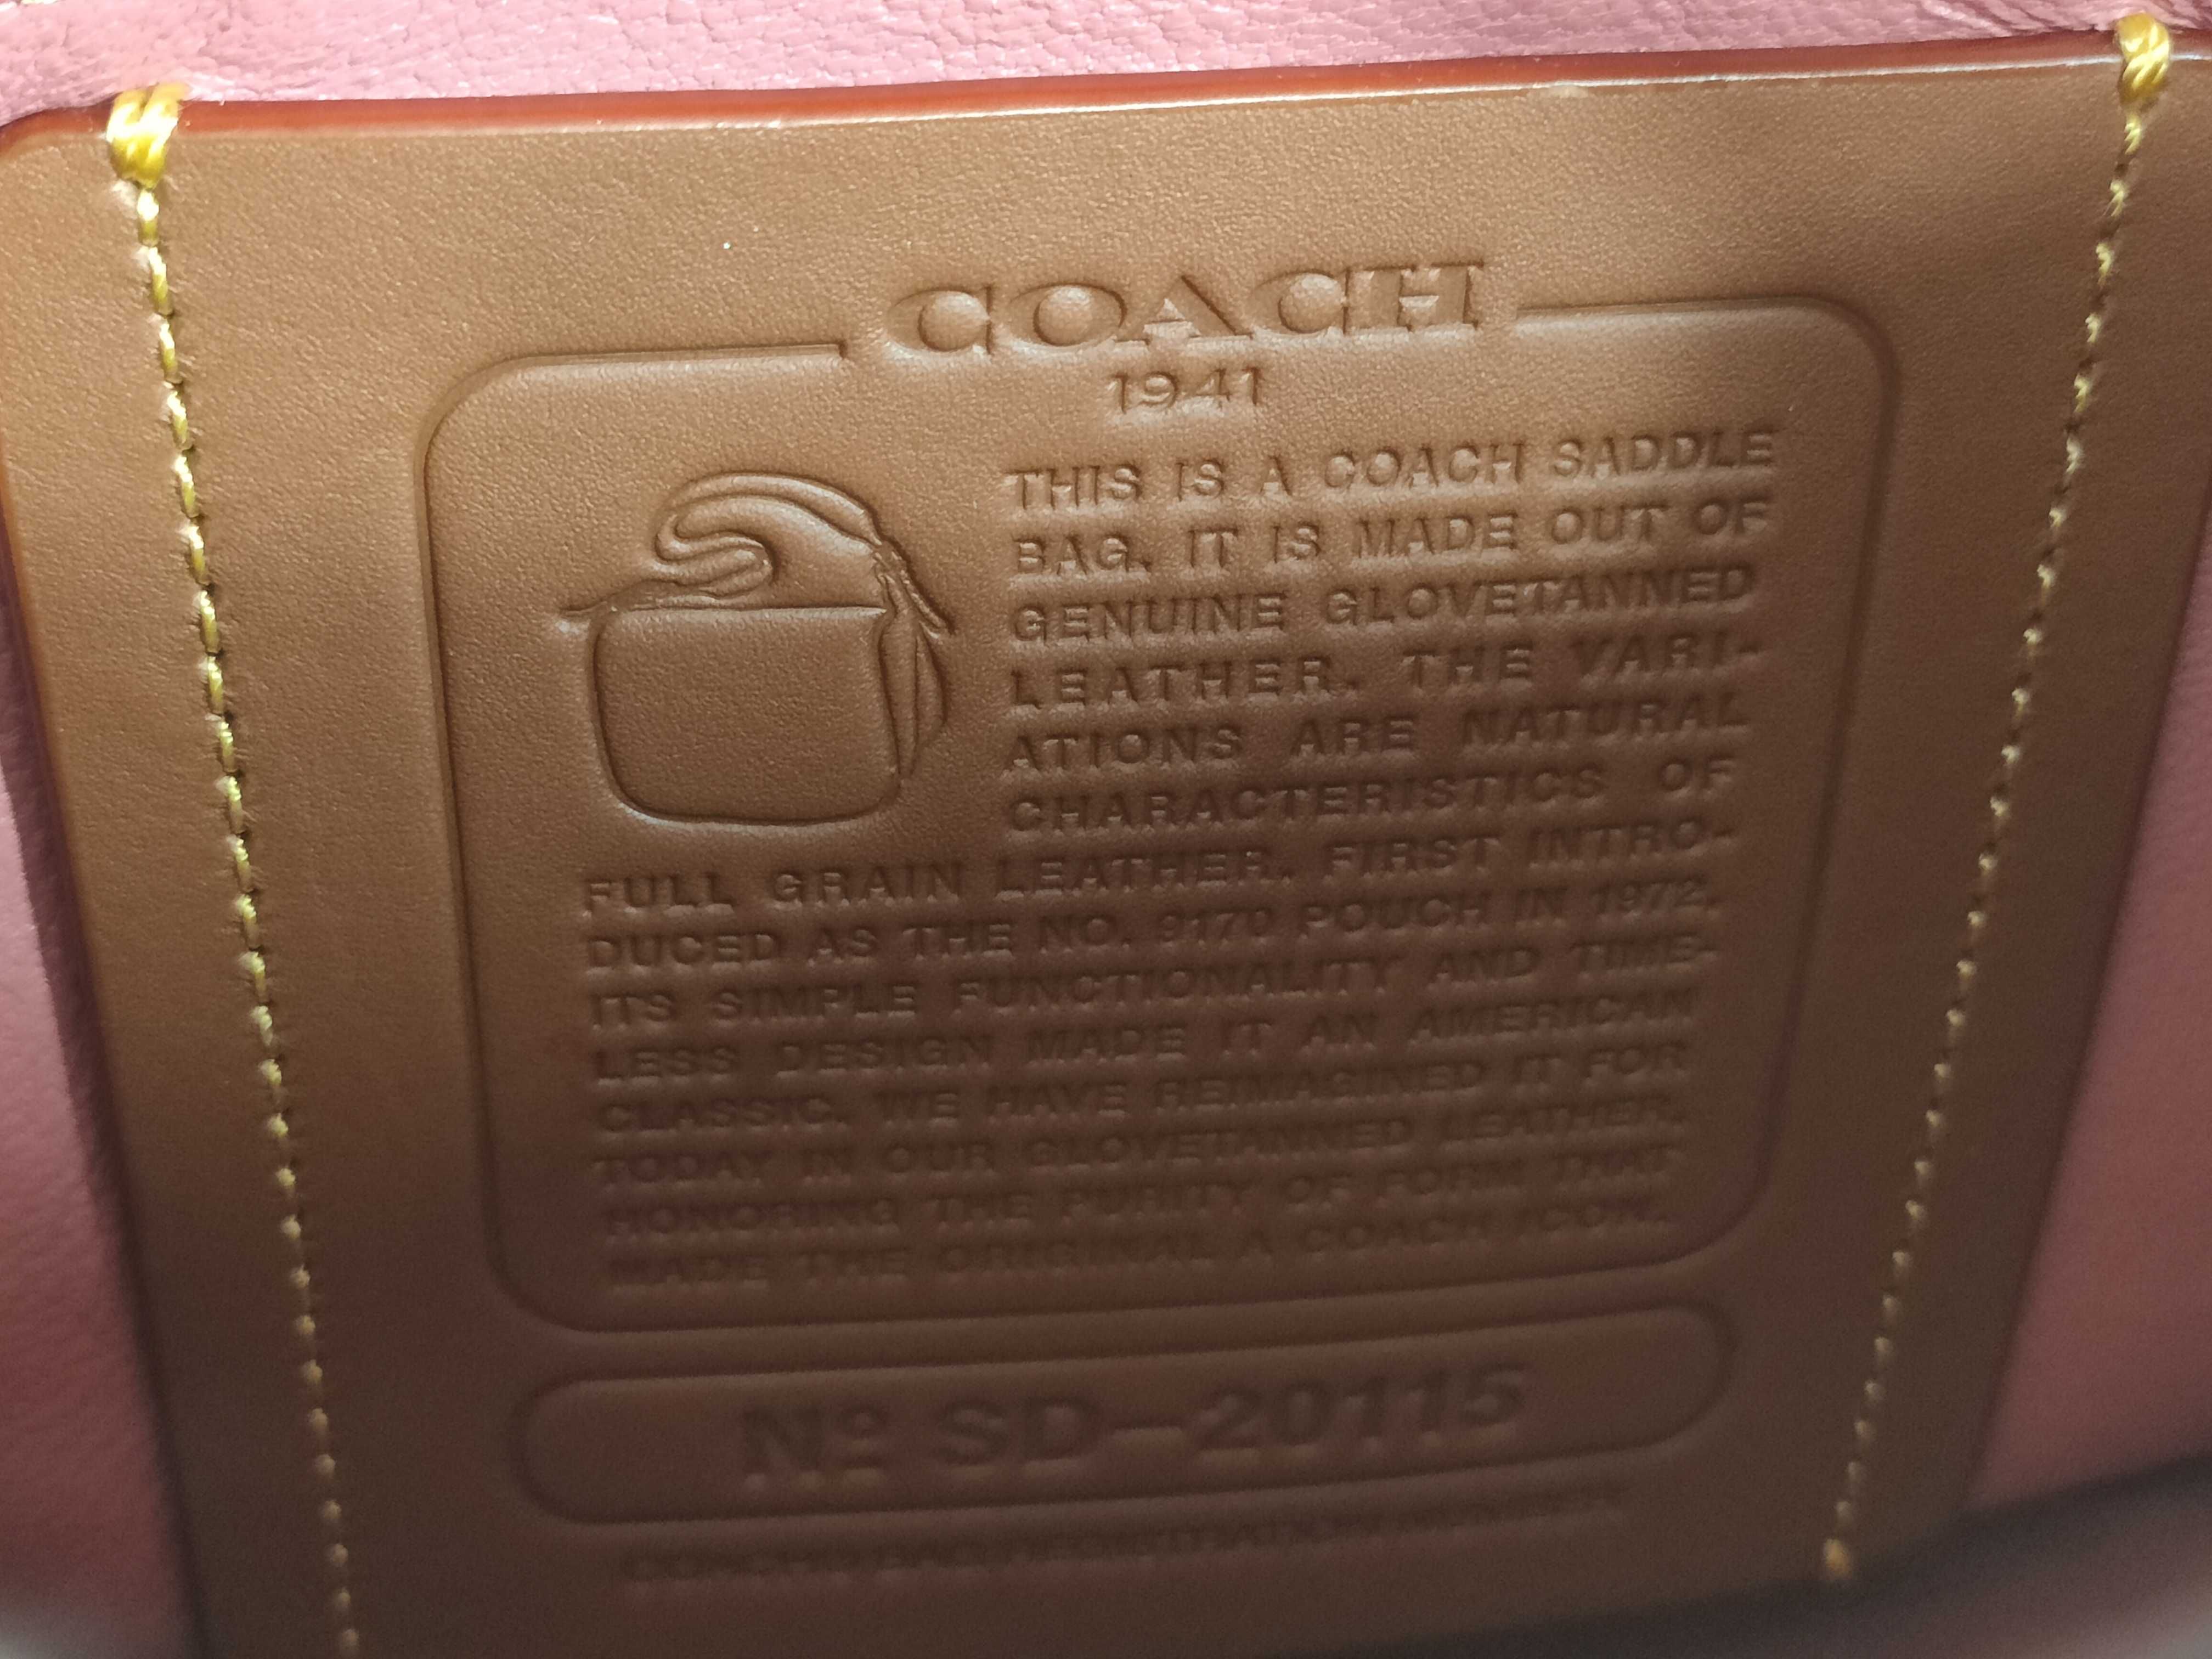 COACH
1941
THIS IS A COACH SADDLE
BAG. IT IS MADE OUT OF
GENUINE GLOVETANNED
LEATHER. THE VARI-
ATIONS ARE NATURAL
CHARACTERISTICS OF
FULL GRAIN LEATHER. FIRST INTRO-
DUCED AS THE NO. 9170 POUCH IN 1972,
ITS SIMPLE FUNCTIONALITY AND TIME-
LESS DESIGN MADE IT AN AMERICAN
CLASSIC. WE HAVE REIMAGINED IT FOR
TODAY IN OUR GLOVETANNED LEATHER,
HONORING THE PURITY OF FORM THAT
MADE THE ORIGINAL A COACH ICON.
Nº SD-20115
REGISTRATION